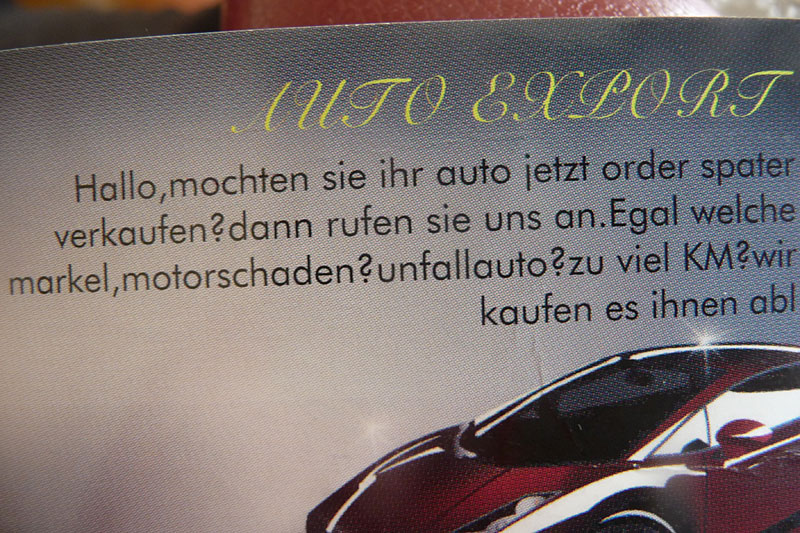 AUTO EXPORT
Hallo,mochten sie ihr auto jetzt order spater
verkaufen?dann rufen sie uns an.Egal welche
markel,motorschaden?unfallauto?zu viel KM?wir
kaufen es ihnen abl